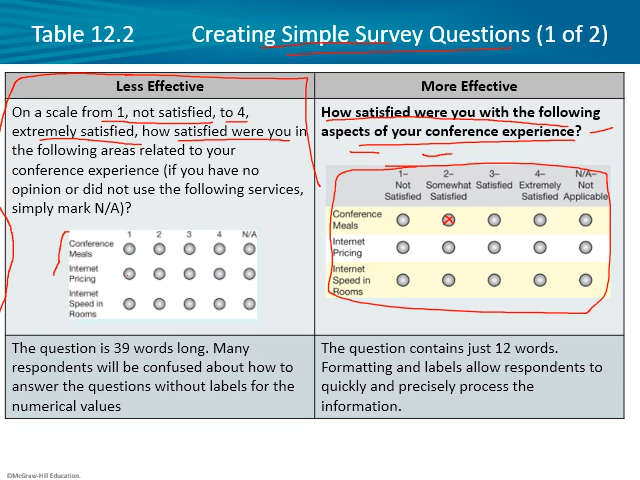 Table 12.2 Creating Simple Survey Questions (1 of 2)
Less Effective
On a scale from 1, not satisfied, to 4,
extremely satisfied, how satisfied were you in
the following areas related to your
conference experience (if you have no
opinion or did not use the following services,
simply mark N/A)?
1 2 3 4 N/A
Conference
Meals
Internet
Pricing
Internet
Speed in
Rooms
The question is 39 words long. Many
respondents will be confused about how to
answer the questions without labels for the
numerical values
More Effective
How satisfied were you with the following
aspects of your conference experience?
1– 2– 3– 4– N/A–
Not Somewhat Satisfied Extremely Not
Satisfied Satisfied Satisfied Applicable
Conference
Meals
Internet
Pricing
Internet
Speed in
Rooms
The question contains just 12 words.
Formatting and labels allow respondents to
quickly and precisely process the
information.
©McGraw-Hill Education.